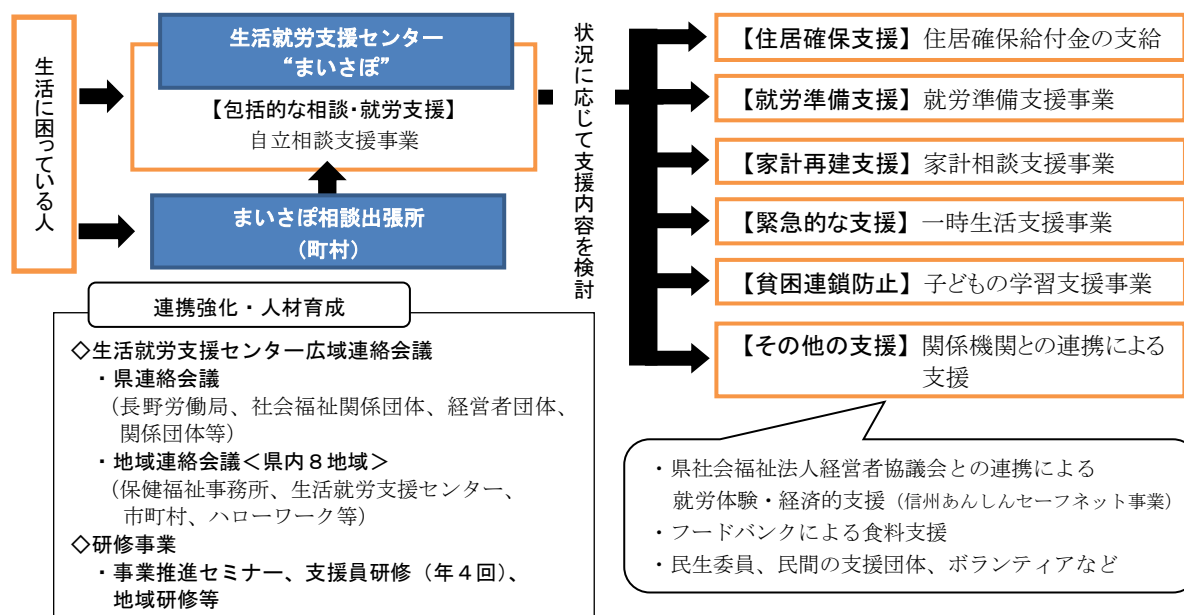 生活に困っている人
生活就労支援センター
“まいさぽ”
【包括的な相談・就労支援】
自立相談支援事業
まいさぽ相談出張所
（町村）
状況に応じて支援内容を検討
【住居確保支援】住居確保給付金の支給
【就労準備支援】就労準備支援事業
【家計再建支援】家計相談支援事業
【緊急的な支援】一時生活支援事業
【貧困連鎖防止】子どもの学習支援事業
【その他の支援】関係機関との連携による
支援
連携強化・人材育成
◇生活就労支援センター広域連絡会議
・県連絡会議
（長野労働局、社会福祉関係団体、経営者団体、
関係団体等）
・地域連絡会議＜県内８地域＞
（保健福祉事務所、生活就労支援センター、
市町村、ハローワーク等）
◇研修事業
・事業推進セミナー、支援員研修（年４回）、
地域研修等
・県社会福祉法人経営者協議会との連携による
就労体験・経済的支援（信州あんしんセーフネット事業）
・フードバンクによる食料支援
・民生委員、民間の支援団体、ボランティアなど